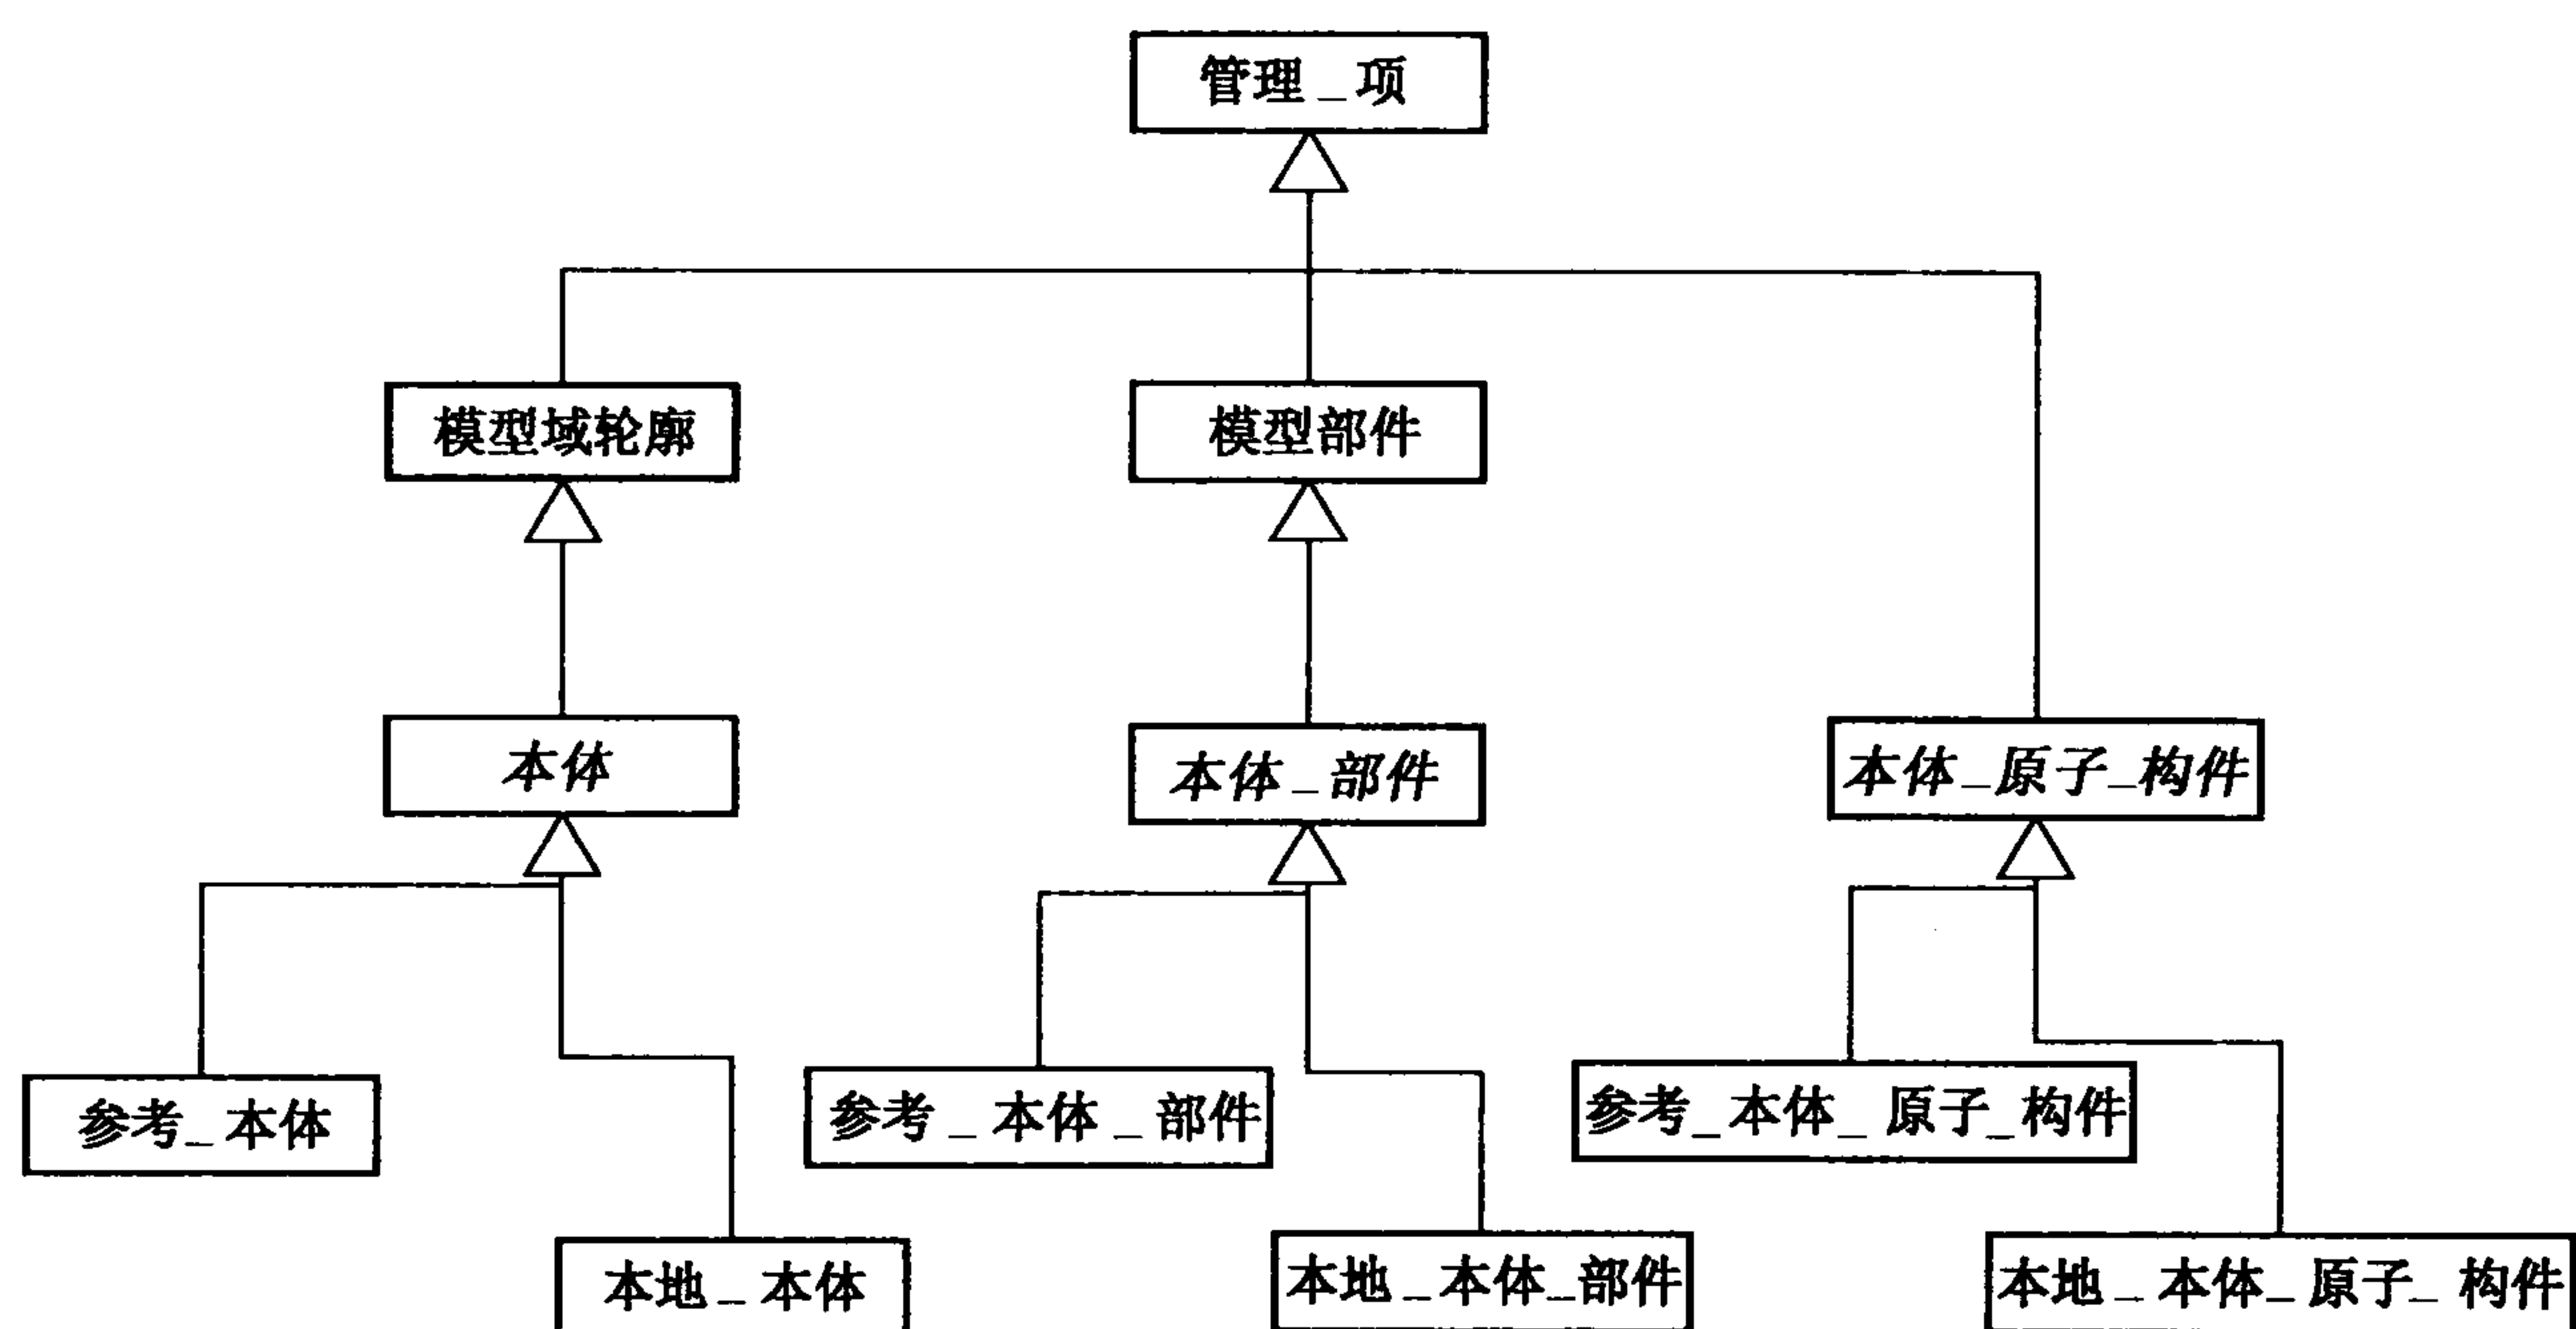 管理_项
模型域轮廓
模型部件
本体
本体_部件
本体_原子_构件
参考_本体
参考_本体_部件
参考_本体_原子_构件
本地_本体
本地_本体_部件
本地_本体_原子_构件